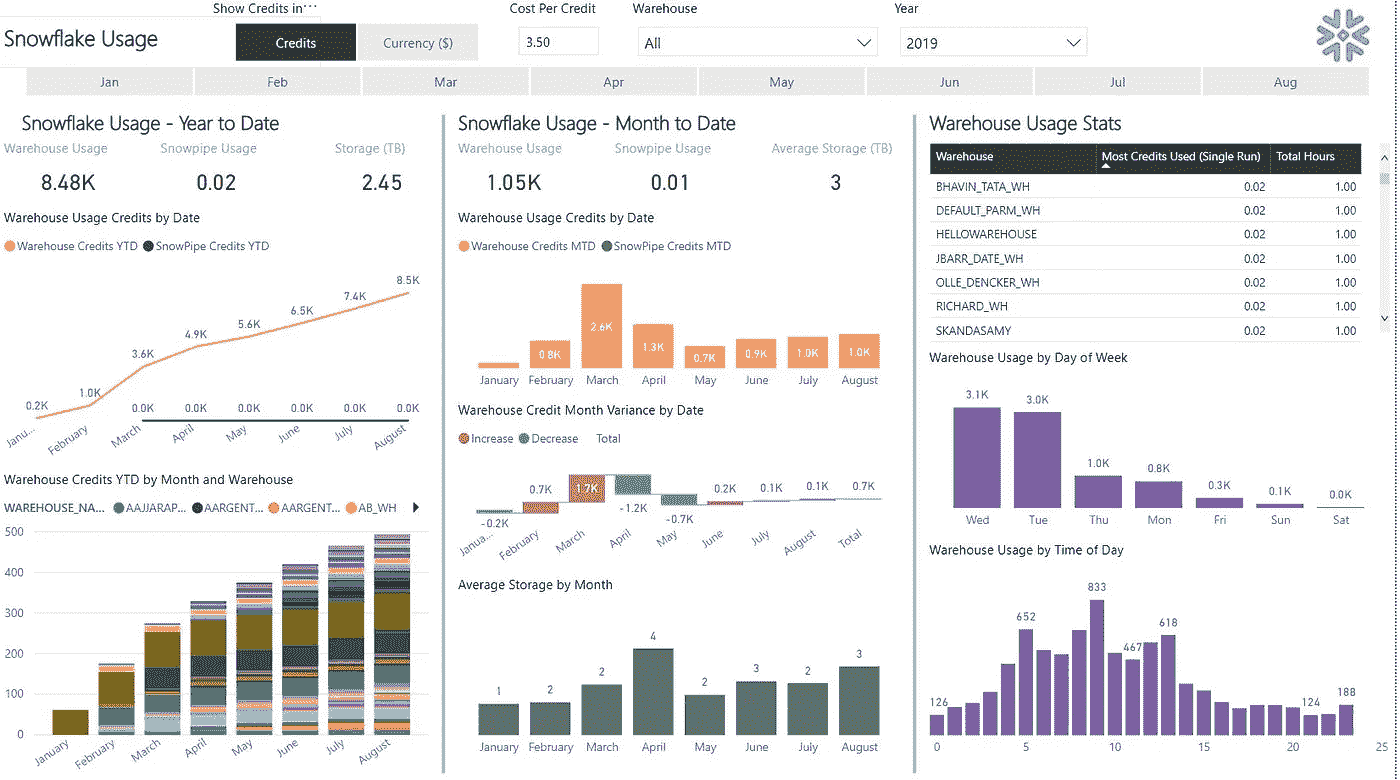 Show Credits in···
Cost Per Credit
Warehouse
Year
Snowflake Usage
Credits
Currency ($)
3.50
All
2019
Jan Feb Mar Apr May Jun Jul Aug
Snowflake Usage - Year to Date
Warehouse Usage Snowpipe Usage Storage (TB)
8.48K 0.02 2.45
Warehouse Usage Credits by Date
Warehouse Credits YTD SnowPipe Credits YTD
0.2K 1.0K 3.6K 4.9K 5.6K 6.5K 7.4K 8.5K
0.0K 0.0K 0.0K 0.0K 0.0K 0.0K
Janu... February March April May June July August
Warehouse Credits YTD by Month and Warehouse
WAREHOUSE_NA... AAJJARAP... AARGENT... AARGENT... AB_WH
500
400
300
200
100
0
January February March April May June July August
Snowflake Usage - Month to Date
Warehouse Usage Snowpipe Usage Average Storage (TB)
1.05K 0.01 3
Warehouse Usage Credits by Date
Warehouse Credits MTD SnowPipe Credits MTD
0.8K 2.6K 1.3K 0.7K 0.9K 1.0K 1.0K
January February March April May June July August
Warehouse Credit Month Variance by Date
Increase Decrease Total
-0.2K 0.7K 1.7K -1.2K -0.7K 0.2K 0.1K 0.1K 0.7K
Janua... February March April May June July August Total
Average Storage by Month
1 2 2 4 2 3 2 3
January February March April May June July August
Warehouse Usage Stats
Warehouse Most Credits Used (Single Run) Total Hours
BHAVIN_TATA_WH 0.02 1.00
DEFAULT_PARM_WH 0.02 1.00
HELLOWAREHOUSE 0.02 1.00
JBARR_DATE_WH 0.02 1.00
OLLE_DENCKER_WH 0.02 1.00
RICHARD_WH 0.02 1.00
SKANDASAMY 0.02 1.00
Warehouse Usage by Day of Week
3.1K 3.0K 1.0K 0.8K 0.3K 0.1K 0.0K
Wed Tue Thu Mon Fri Sun Sat
Warehouse Usage by Time of Day
126 652 833 467 618 124 188
0 5 10 15 20 25